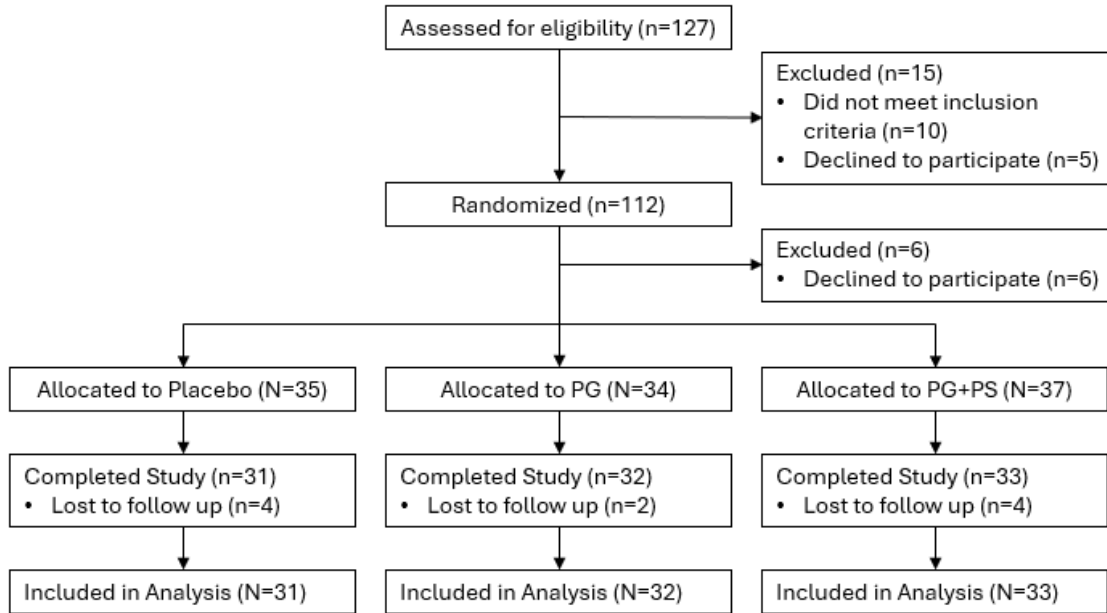 Assessed for eligibility (n=127)
Excluded (n=15)
• Did not meet inclusion
criteria (n=10)
• Declined to participate (n=5)
Randomized (n=112)
Excluded (n=6)
• Declined to participate (n=6)
Allocated to Placebo (N=35)
Allocated to PG (N=34)
Allocated to PG+PS (N=37)
Completed Study (n=31)
• Lost to follow up (n=4)
Completed Study (n=32)
• Lost to follow up (n=2)
Completed Study (n=33)
• Lost to follow up (n=4)
Included in Analysis (N=31)
Included in Analysis (N=32)
Included in Analysis (N=33)